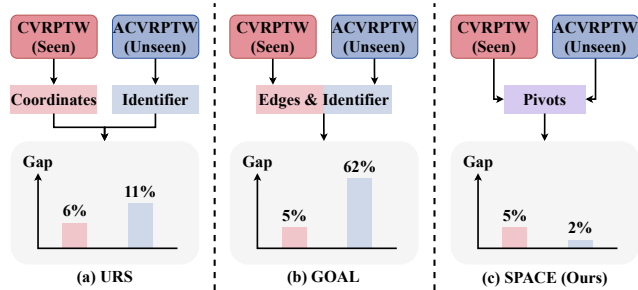 CVRPTW
(Seen)
ACVRPTW
(Unseen)
Coordinates
Identifier
Gap
6%
11%
(a) URS
CVRPTW
(Seen)
ACVRPTW
(Unseen)
Edges & Identifier
Gap
5%
62%
(b) GOAL
CVRPTW
(Seen)
ACVRPTW
(Unseen)
Pivots
Gap
5%
2%
(c) SPACE (Ours)